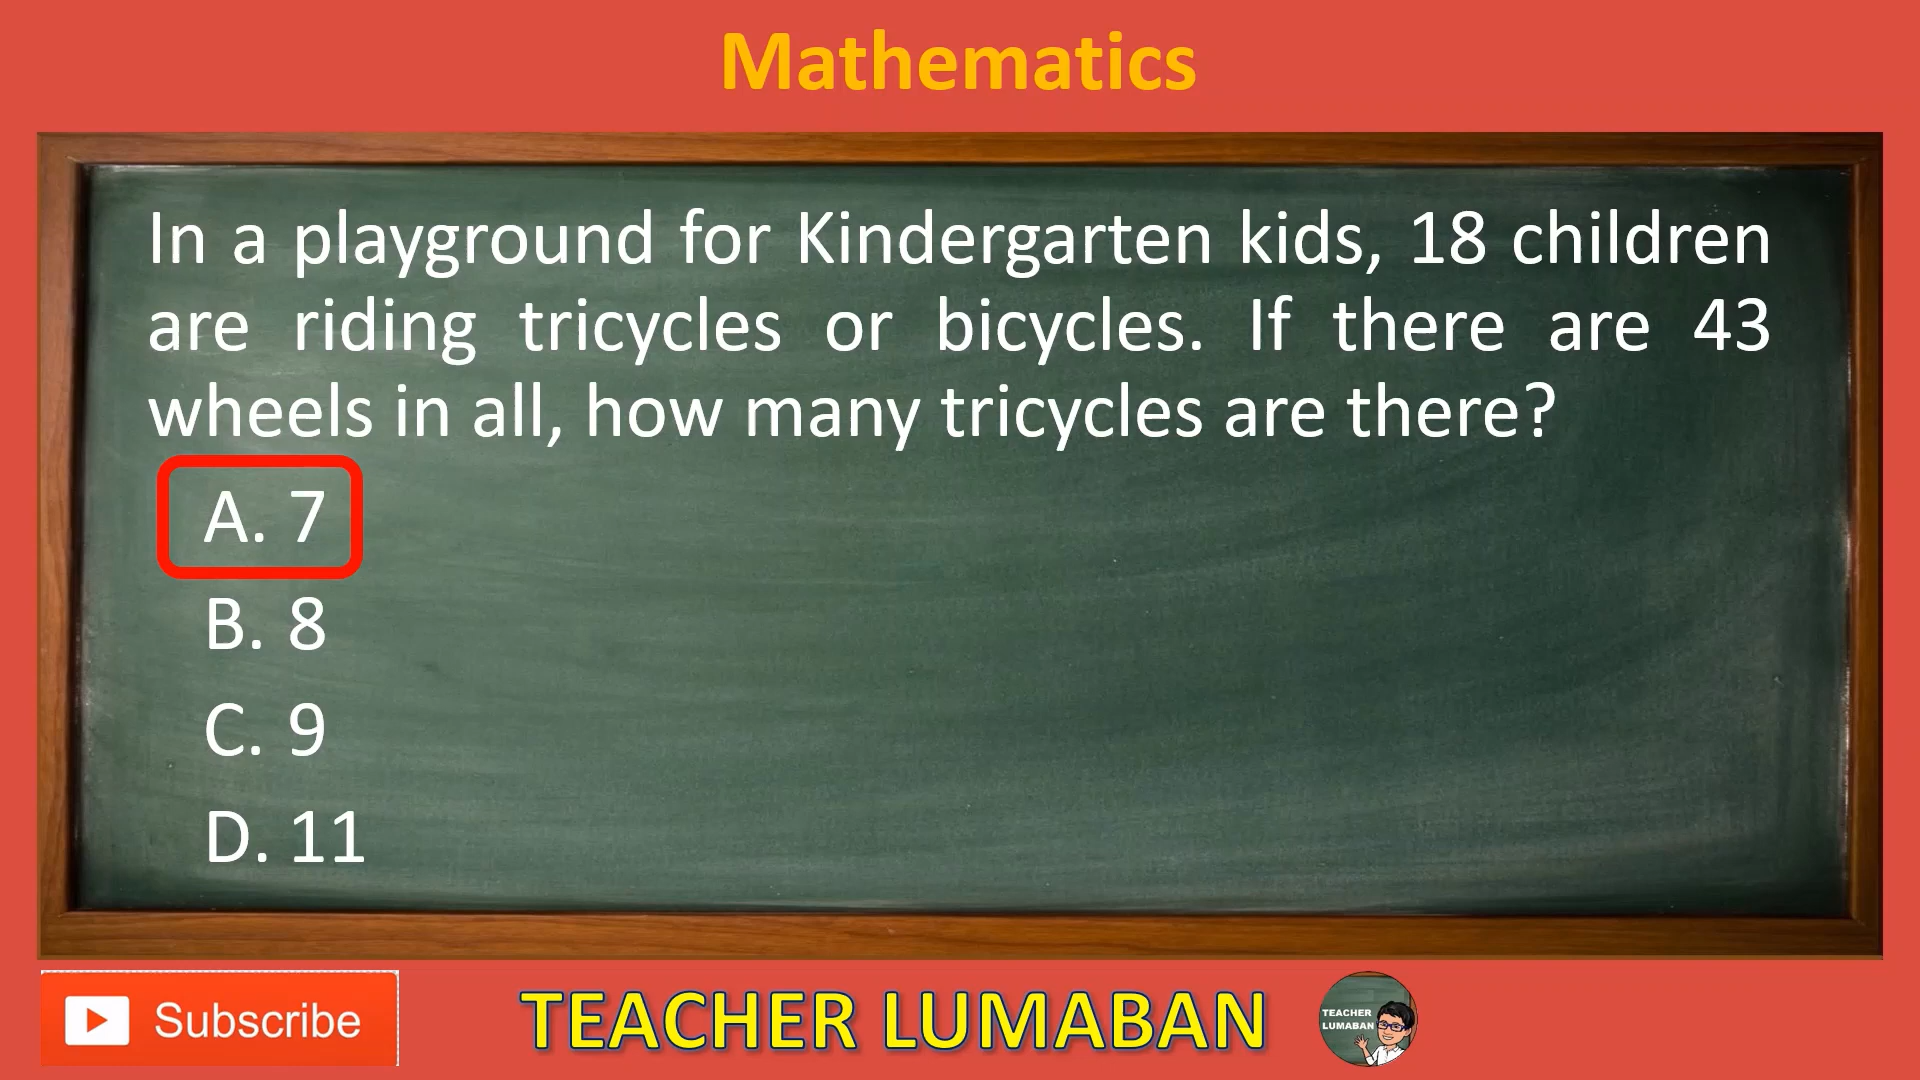 Mathematics
In a playground for Kindergarten kids, 18 children
are riding tricycles or bicycles. If there are 43
wheels in all, how many tricycles are there?
A. 7
B. 8
C. 9
D. 11
Subscribe
TEACHER LUMABAN
TEACHER
LUMABAN